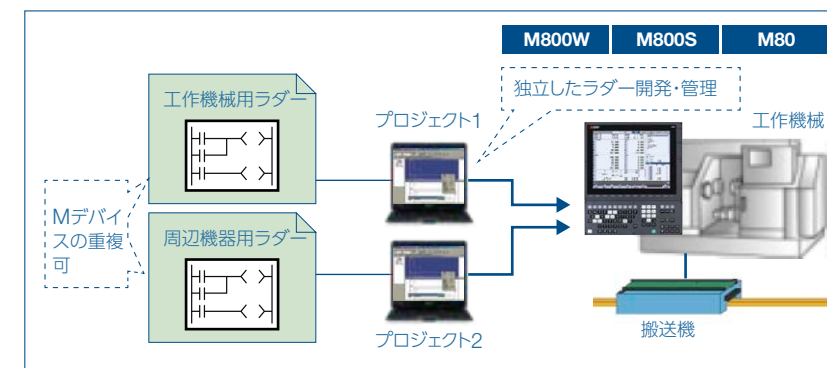 M800W
M800S
M80
独立したラダー開発・管理
工作機械用ラダー
プロジェクト1
工作機械
Mデバイ
スの重複
可
周辺機器用ラダー
プロジェクト2
搬送機